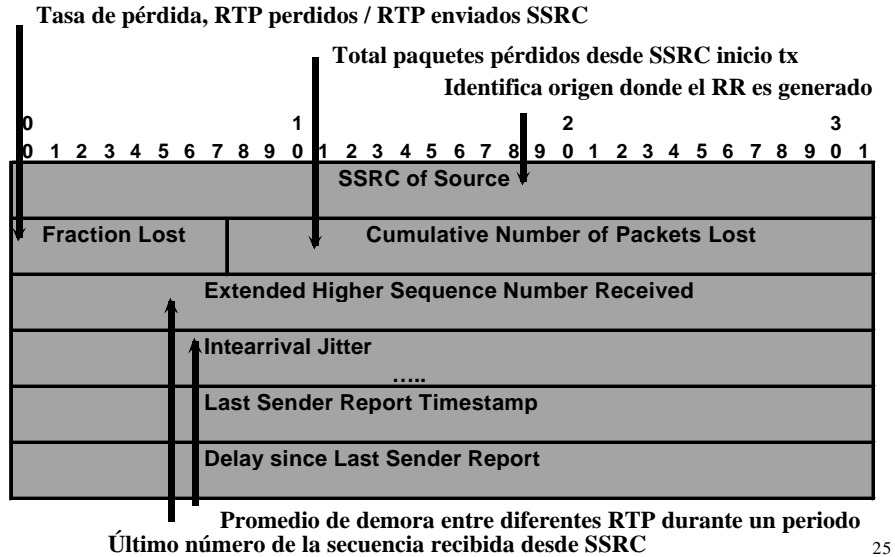 Tasa de pérdida, RTP perdidos / RTP enviados SSRC
Total paquetes pérdidos desde SSRC inicio tx
Identifica origen donde el RR es generado
0 1 2 3
0 1 2 3 4 5 6 7 8 9 0 1 2 3 4 5 6 7 8 9 0 1 2 3 4 5 6 7 8 9 0 1
SSRC of Source
Fraction Lost Cumulative Number of Packets Lost
Extended Higher Sequence Number Received
Intearrival Jitter
.....
Last Sender Report Timestamp
Delay since Last Sender Report
Promedio de demora entre diferentes RTP durante un periodo
Último número de la secuencia recibida desde SSRC
25